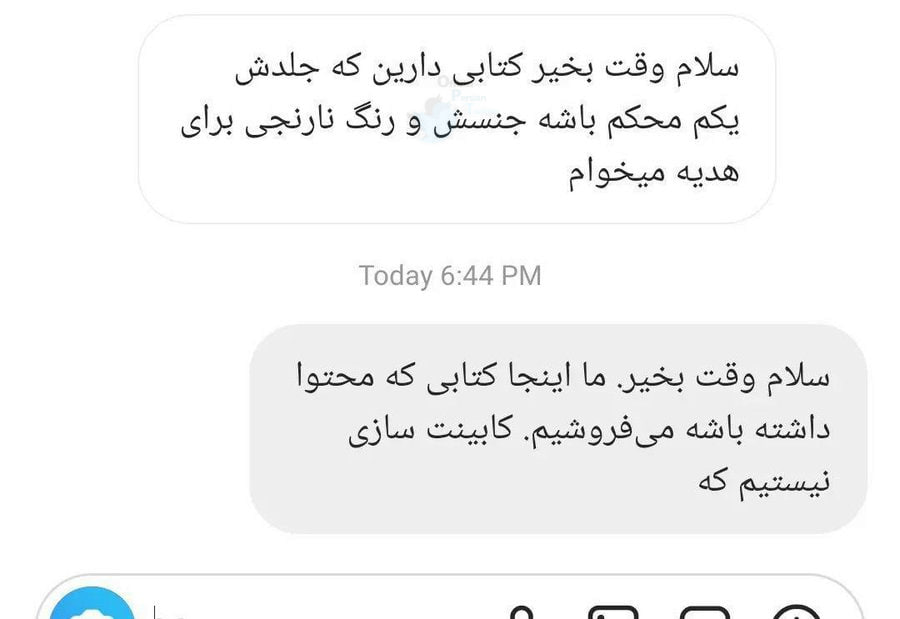 سلام وقت بخیر کتابی دارین که جلدش
یکم محکم باشه جنسش و رنگ نارنجی برای
هدیه میخوام
Today 6:44 PM
سلام وقت بخیر. ما اینجا کتابی که محتوا
داشته باشه می‌فروشیم. کابینت سازی
نیستیم که